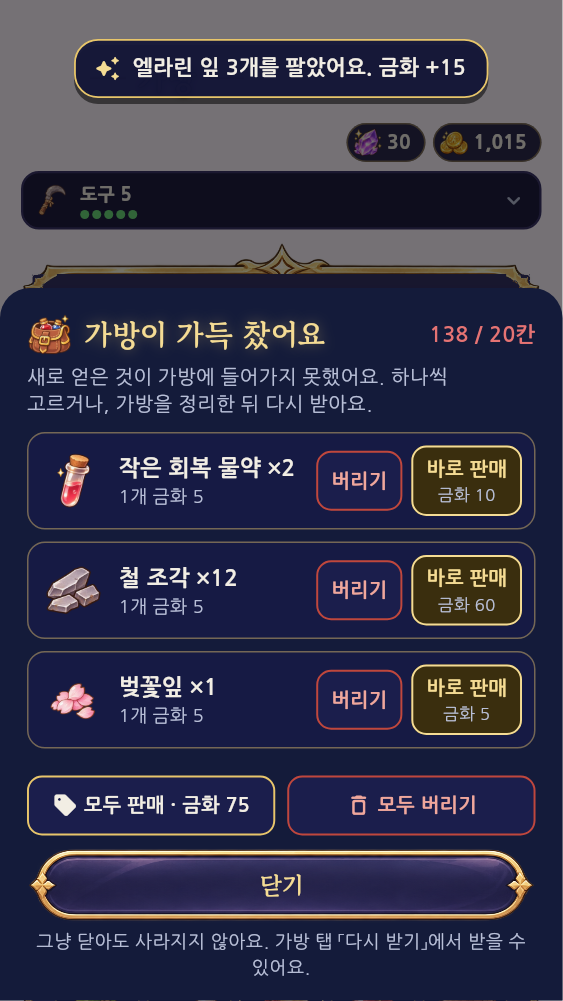 엘라린 잎 3개를 팔았어요. 금화 +15
30
1,015
도구 5
가방이 가득 찼어요
138 / 20칸
새로 얻은 것이 가방에 들어가지 못했어요. 하나씩
고르거나, 가방을 정리한 뒤 다시 받아요.
작은 회복 물약 ×2
1개 금화 5
버리기
바로 판매
금화 10
철 조각 ×12
1개 금화 5
버리기
바로 판매
금화 60
벚꽃잎 ×1
1개 금화 5
버리기
바로 판매
금화 5
모두 판매 · 금화 75
모두 버리기
닫기
그냥 닫아도 사라지지 않아요. 가방 탭 「다시 받기」에서 받을 수
있어요.